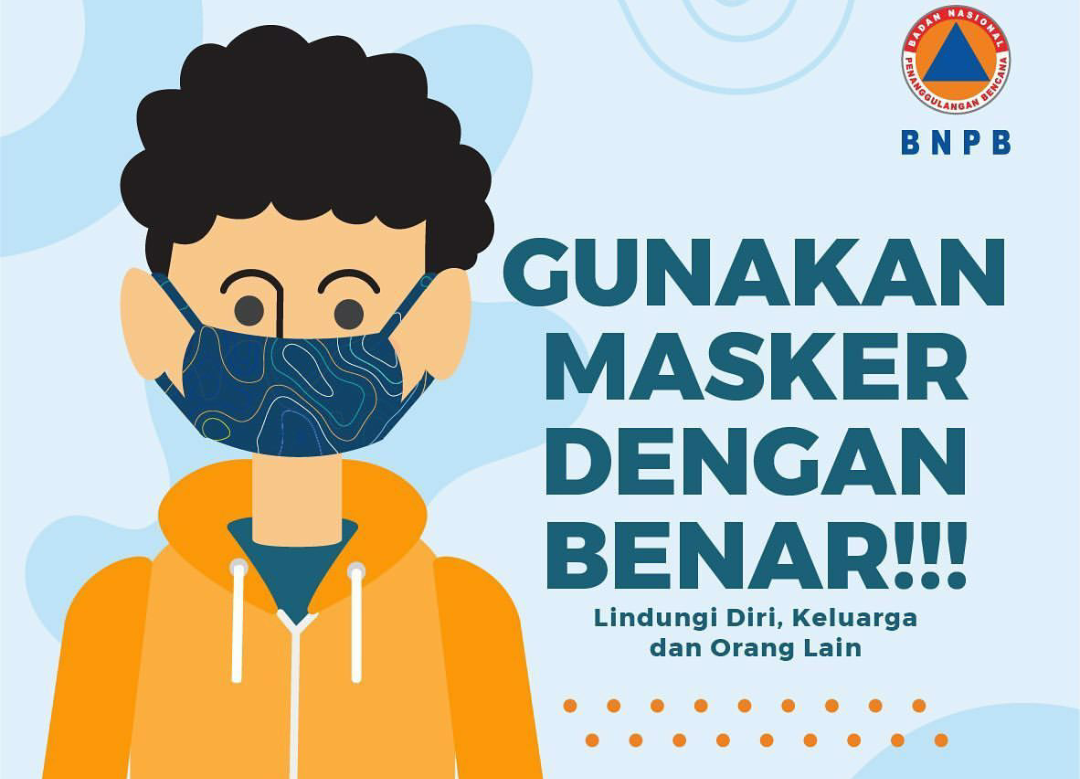 BADAN NASIONAL
PENANGGULANGAN BENCANA
BNPB
GUNAKAN
MASKER
DENGAN
BENAR!!!
Lindungi Diri, Keluarga
dan Orang Lain